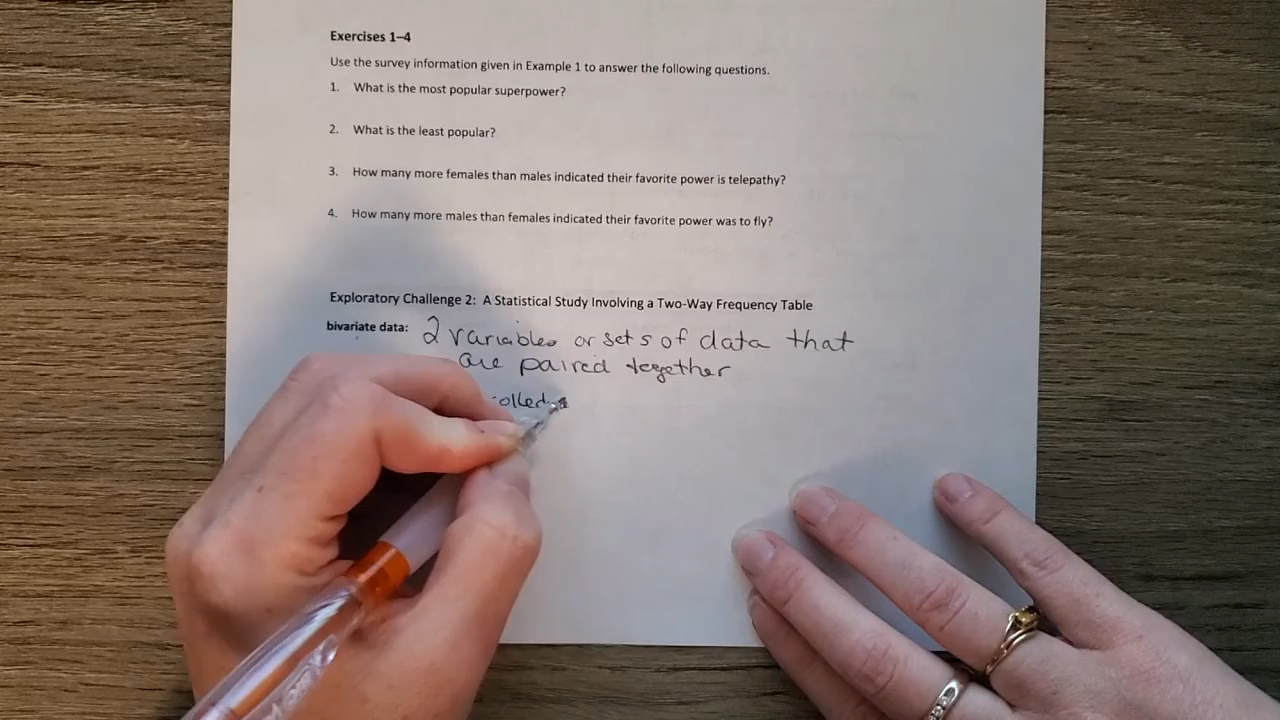 Exercises 1–4
Use the survey information given in Example 1 to answer the following questions.
1. What is the most popular superpower?
2. What is the least popular?
3. How many more females than males indicated their favorite power is telepathy?
4. How many more males than females indicated their favorite power was to fly?
Exploratory Challenge 2: A Statistical Study Involving a Two-Way Frequency Table
bivariate data: 2 variables or sets of data that
are paired together